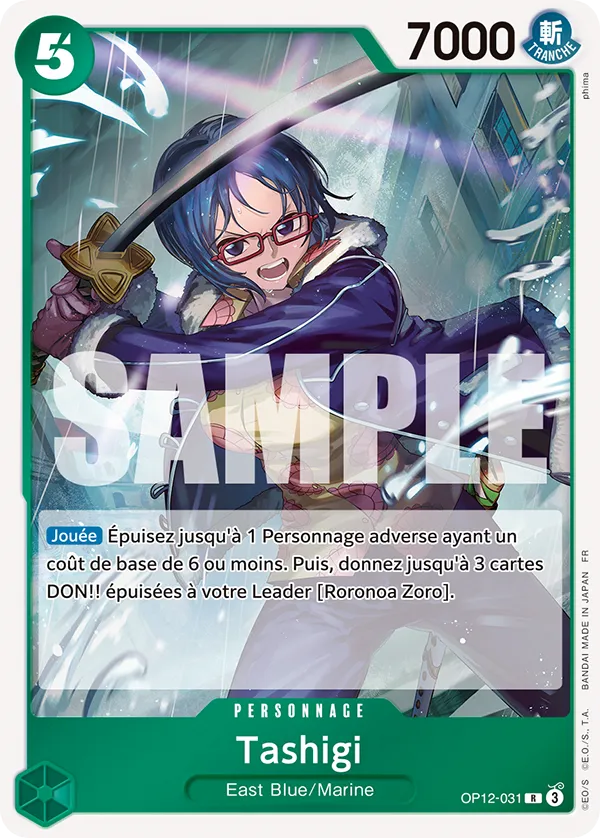 5
7000
斬
TRANCHE
phima
SAMPLE
Jouée Épuisez jusqu'à 1 Personnage adverse ayant un
coût de base de 6 ou moins. Puis, donnez jusqu'à 3 cartes
DON!! épuisées à votre Leader [Roronoa Zoro].
PERSONNAGE
Tashigi
East Blue/Marine
OP12-031 R 3
©EO/S ©E.O./S., T.A. BANDAI MADE IN JAPAN FR